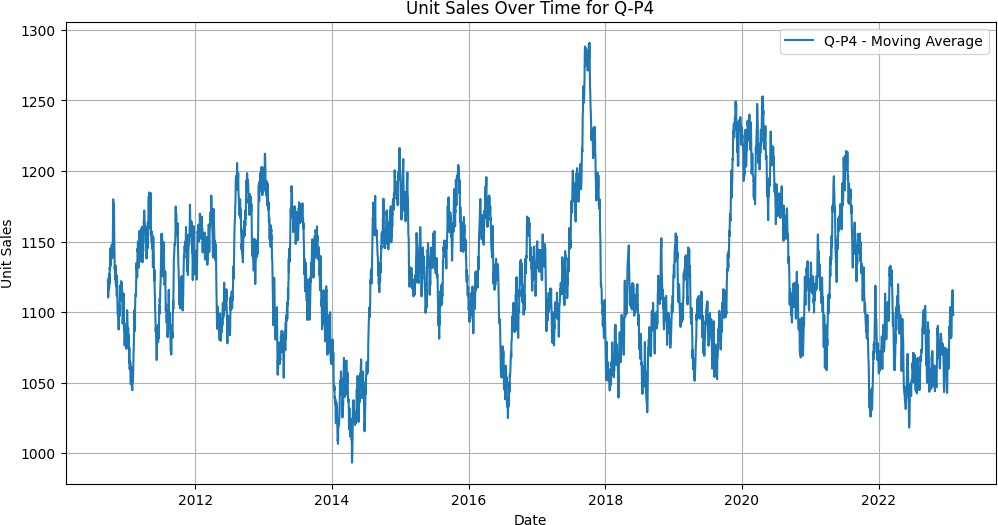 Unit Sales Over Time for Q-P4
Q-P4 - Moving Average
1300
1250
1200
1150
1100
1050
1000
Unit Sales
2012 2014 2016 2018 2020 2022
Date